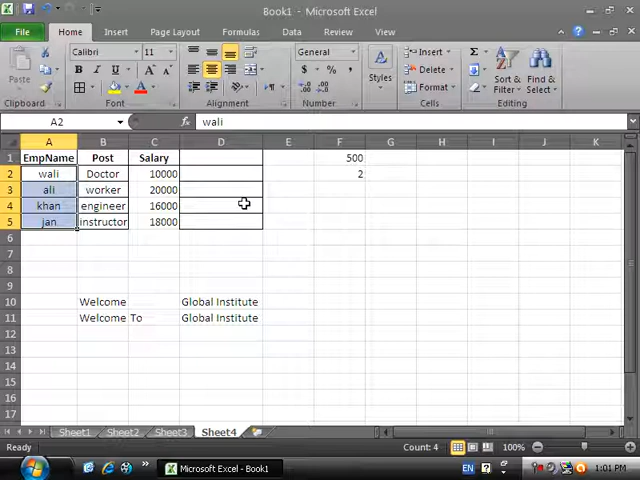 Book1 - Microsoft Excel
File Home Insert Page Layout Formulas Data Review View
Paste Calibri 11 General Styles Insert Delete Format Sort & Filter Find & Select
B I U A A A $ % ,
Clipboard Font Alignment Number Cells Editing
A2 fx wali
A B C D E F G H I J K
1 EmpName Post Salary 500
2 wali Doctor 10000 2
3 ali worker 20000
4 khan engineer 16000
5 jan instructor 18000
6
7
8
9
10 Welcome Global Institute
11 Welcome To Global Institute
12
13
14
15
16
17
Sheet1 Sheet2 Sheet3 Sheet4
Ready Count: 4 100%
Microsoft Excel - Book1 EN 1:01 PM